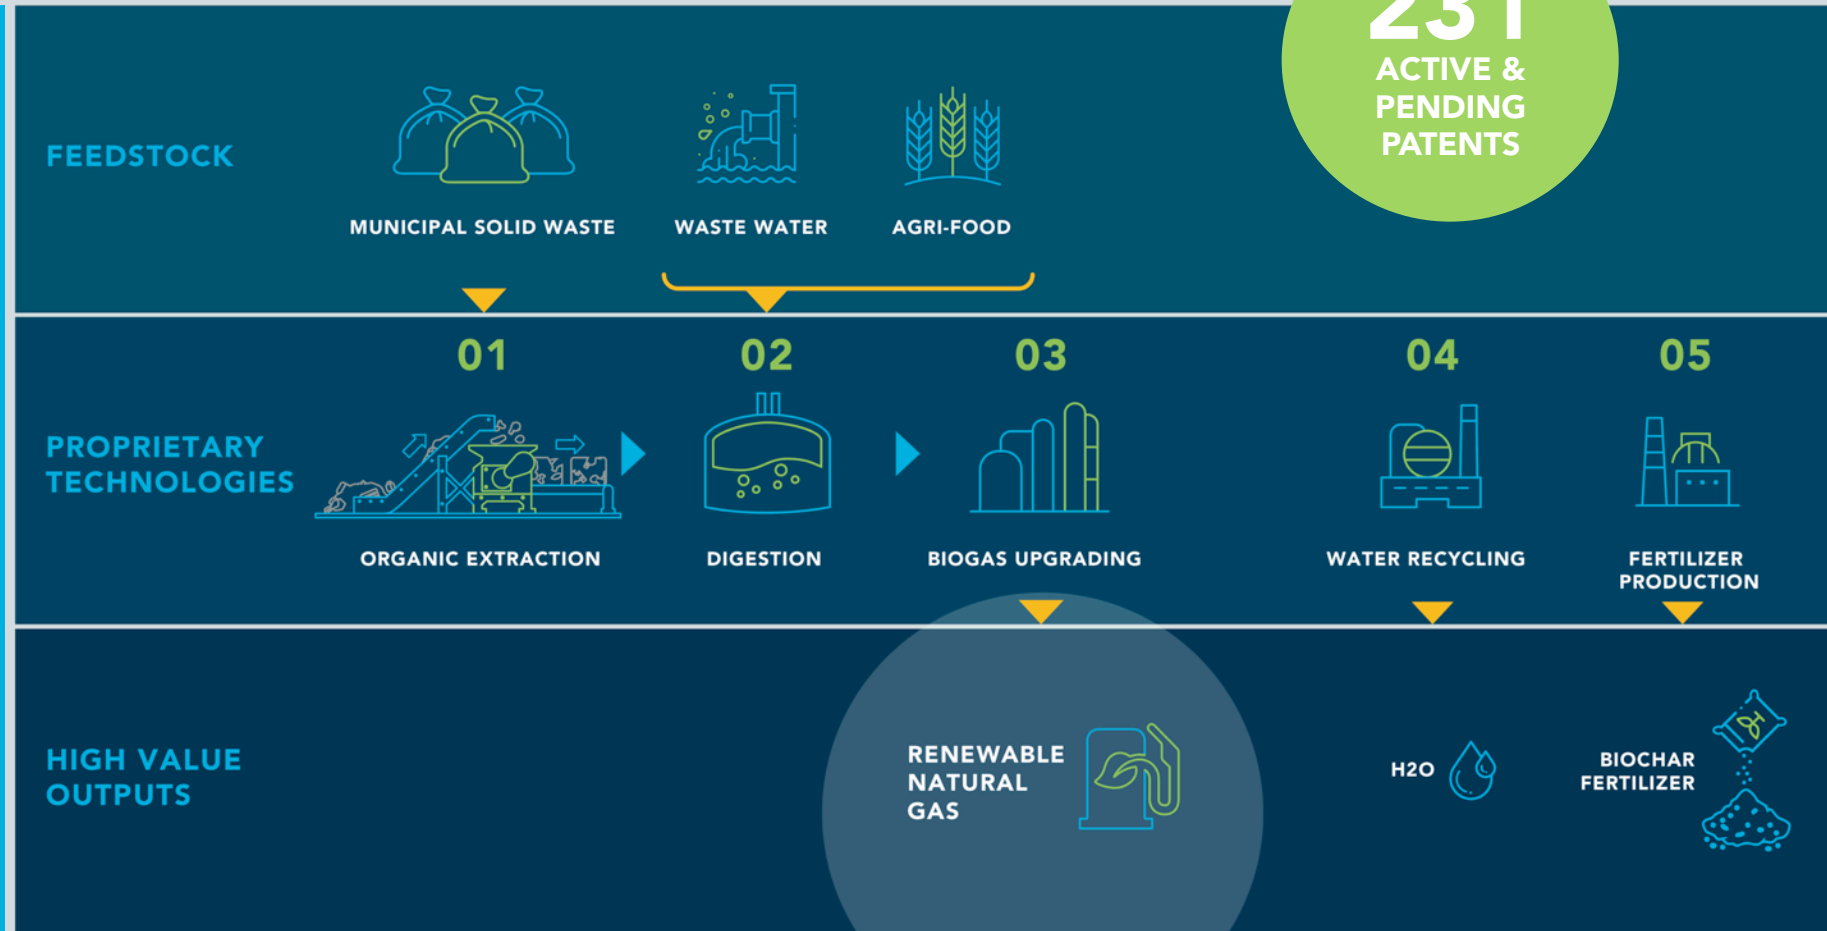 231
ACTIVE &
PENDING
PATENTS
FEEDSTOCK
MUNICIPAL SOLID WASTE
WASTE WATER
AGRI-FOOD
01
02
03
04
05
PROPRIETARY
TECHNOLOGIES
ORGANIC EXTRACTION
DIGESTION
BIOGAS UPGRADING
WATER RECYCLING
FERTILIZER
PRODUCTION
HIGH VALUE
OUTPUTS
RENEWABLE
NATURAL
GAS
H2O
BIOCHAR
FERTILIZER